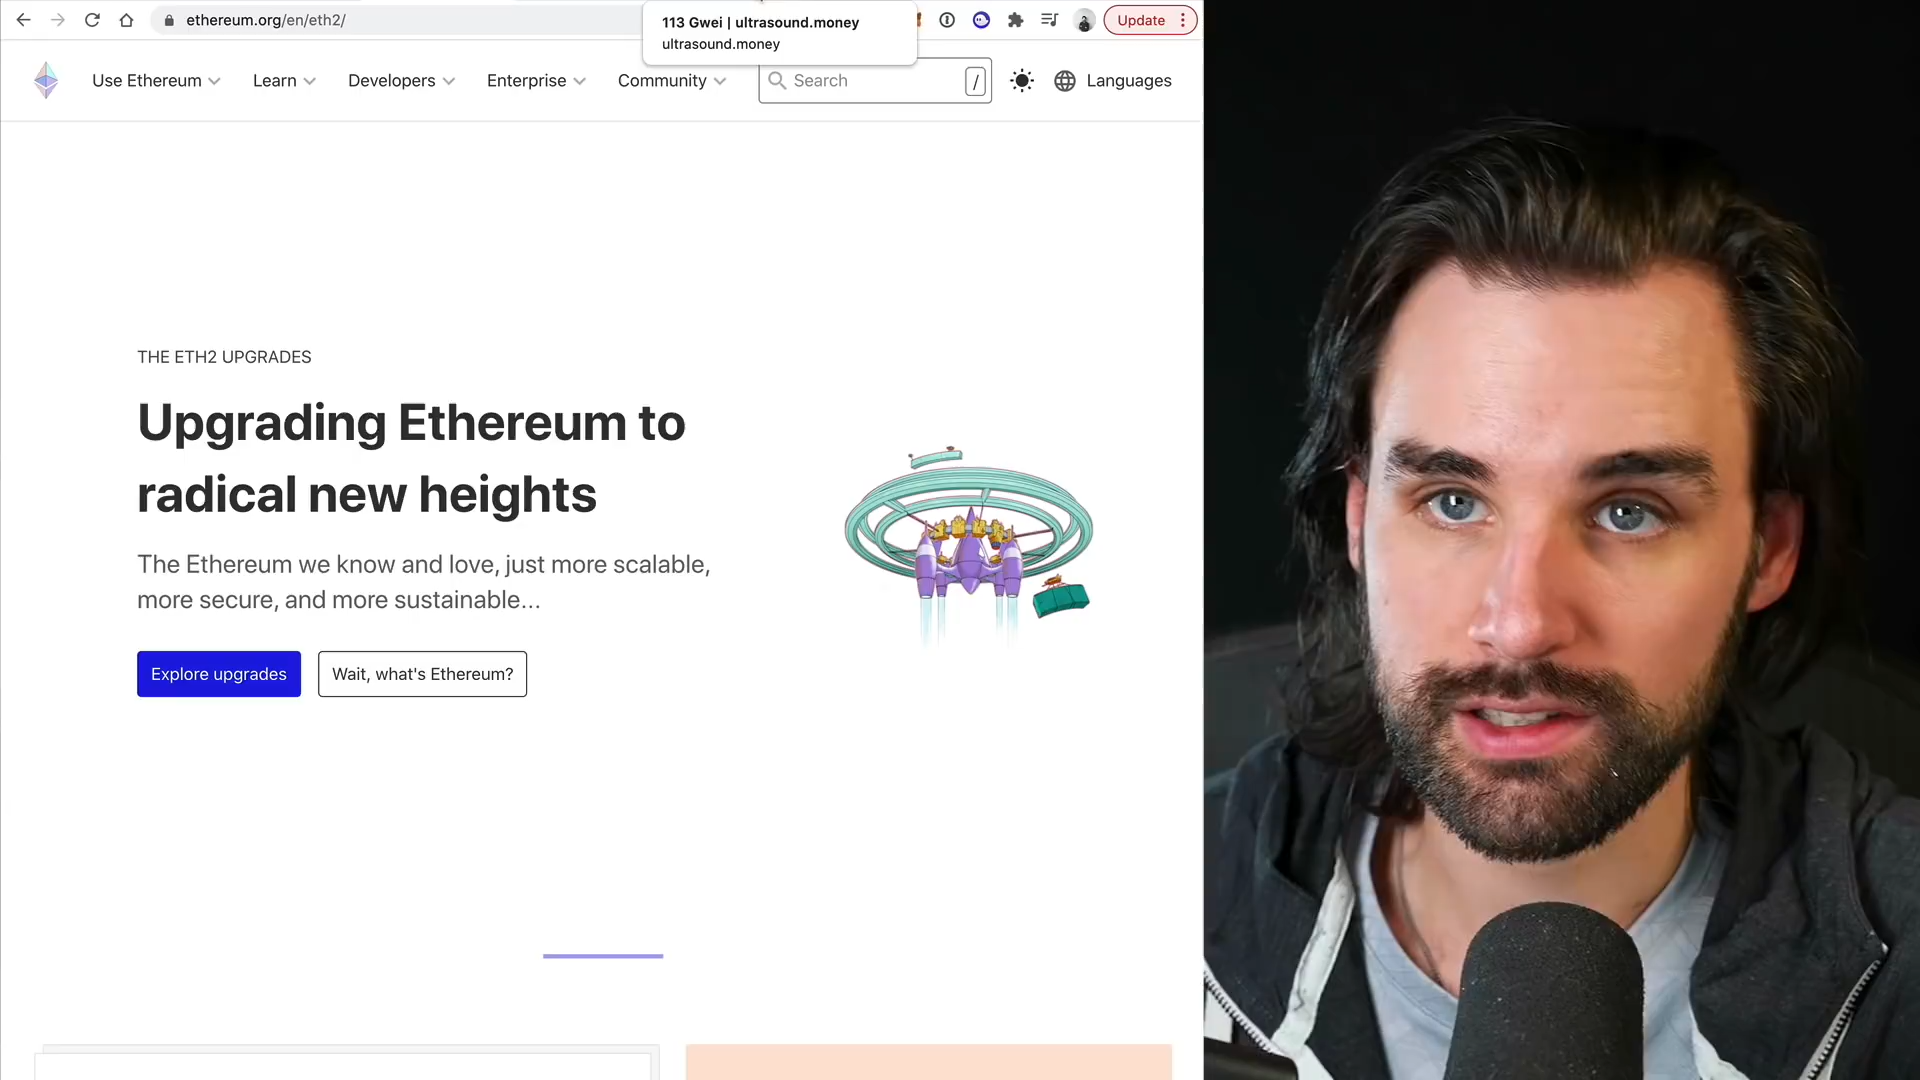 ethereum.org/en/eth2/
113 Gwei | ultrasound.money
ultrasound.money
Update
Use Ethereum
Learn
Developers
Enterprise
Community
Search
/
Languages
THE ETH2 UPGRADES
Upgrading Ethereum to
radical new heights
The Ethereum we know and love, just more scalable,
more secure, and more sustainable...
Explore upgrades
Wait, what's Ethereum?